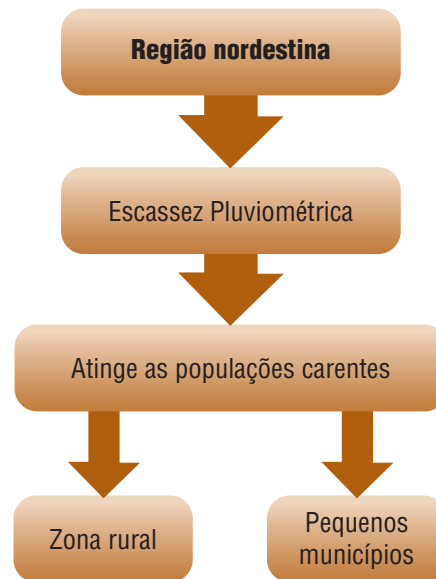 Região nordestina
Escassez Pluviométrica
Atinge as populações carentes
Zona rural
Pequenos
municípios